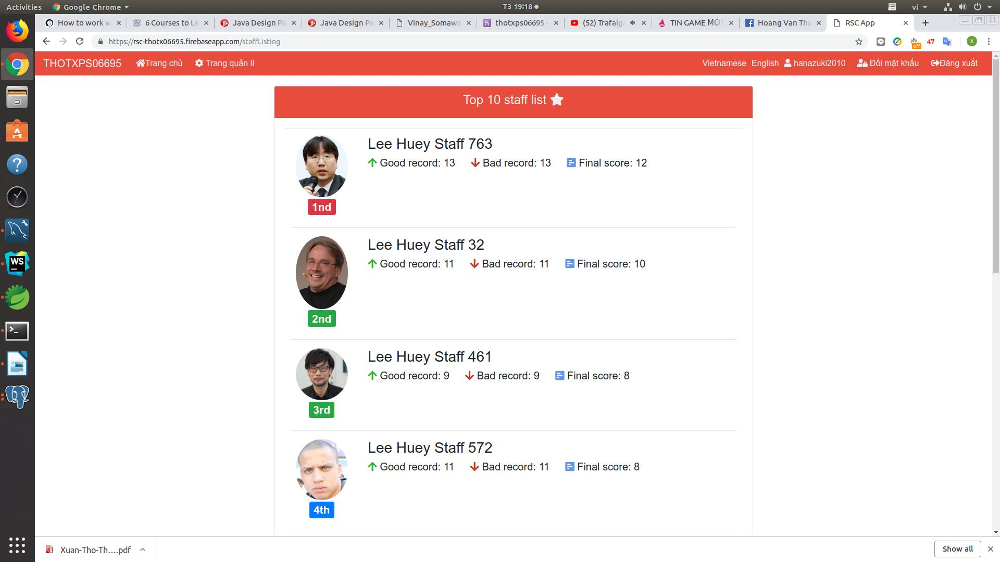 Activities Google Chrome T3 19:18 vi
How to work w 6 Courses to Le Java Design Pa Java Design Pa Vinay_Somawa thotxps06695 - (52) Trafalga TIN GAME MỚI Hoang Van Tha RSC App
https://rsc-thotx06695.firebaseapp.com/staffListing off 47 X
THOTXPS06695 Trang chủ Trang quản lí Vietnamese English hanazuki2010 Đổi mật khẩu Đăng xuất
Top 10 staff list
Lee Huey Staff 763
Good record: 13 Bad record: 13 Final score: 12
1nd
Lee Huey Staff 32
Good record: 11 Bad record: 11 Final score: 10
2nd
Lee Huey Staff 461
Good record: 9 Bad record: 9 Final score: 8
3rd
Lee Huey Staff 572
Good record: 11 Bad record: 11 Final score: 8
4th
WS
Xuan-Tho-Th....pdf Show all